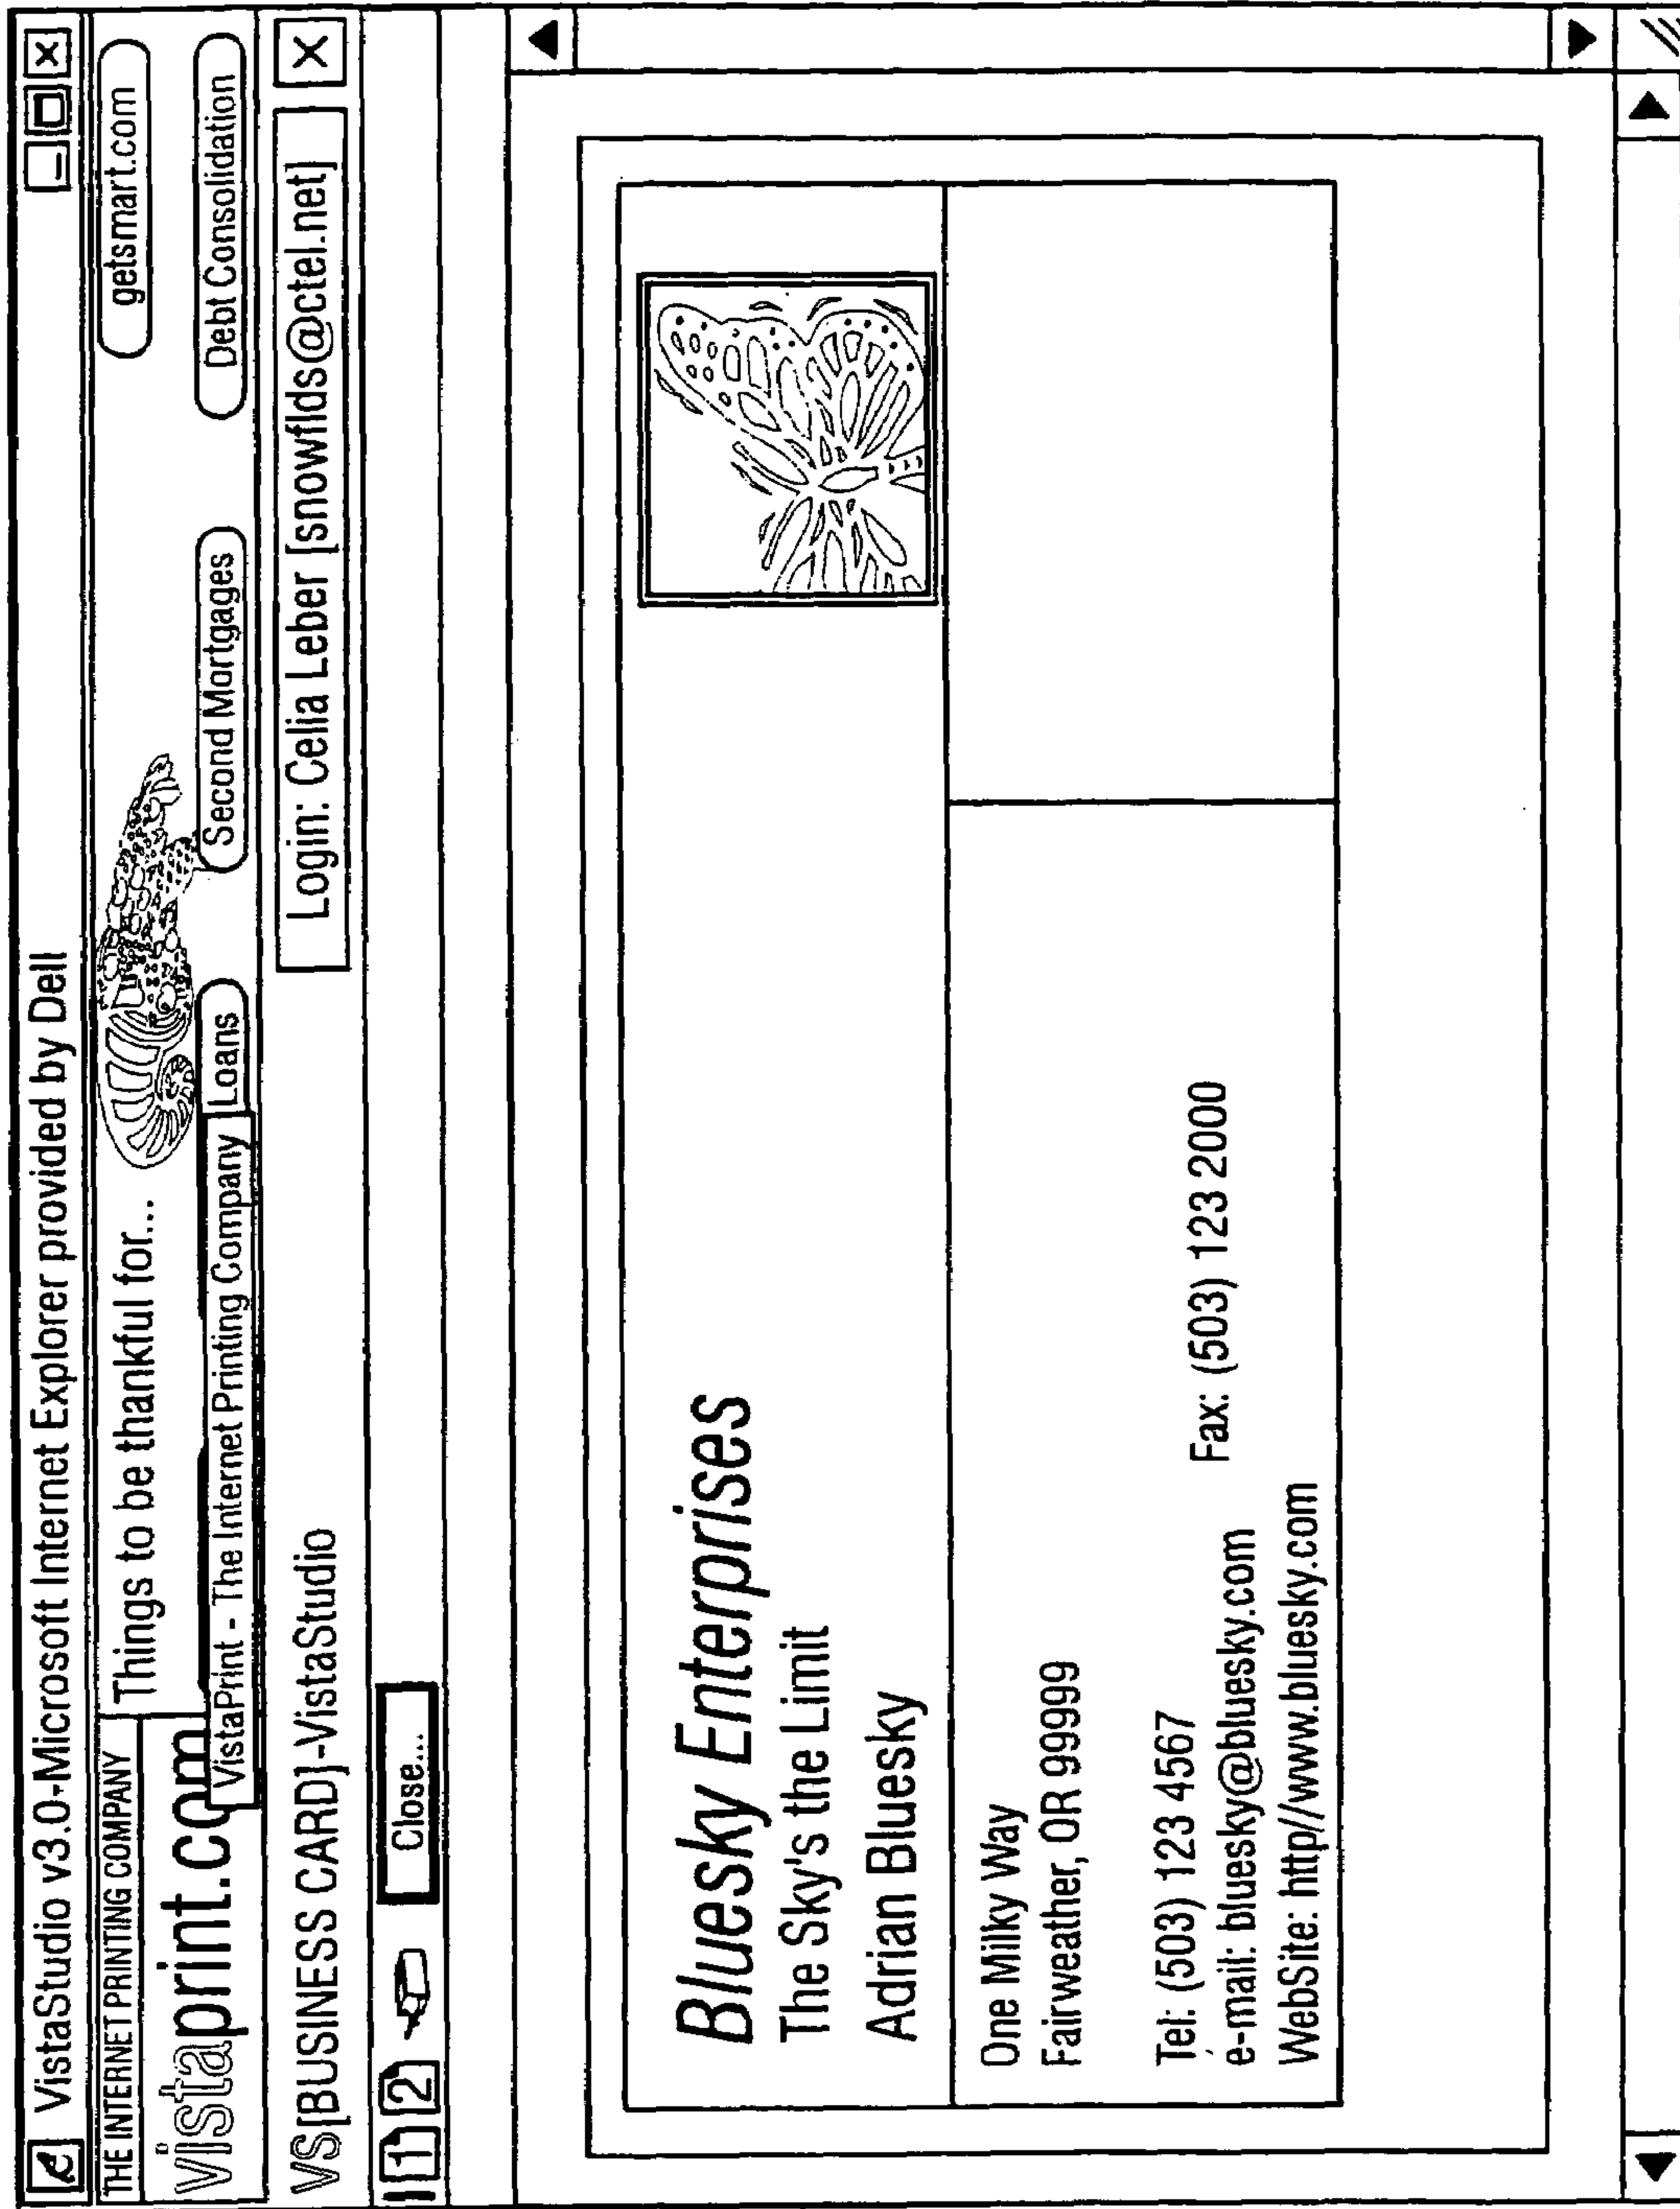 VistaStudio v3.0-Microsoft Internet Explorer provided by Dell
THE INTERNET PRINTING COMPANY
Things to be thankful for...
getsmart.com
vistaprint.com
VistaPrint - The Internet Printing Company
Loans
Second Mortgages
Debt Consolidation
VS[BUSINESS CARD]-VistaStudio
Login: Celia Leber [snowflds@ctel.net]
1 2
Close...
Bluesky Enterprises
The Sky's the Limit
Adrian Bluesky
One Milky Way
Fairweather, OR 99999
Tel: (503) 123 4567
Fax: (503) 123 2000
e-mail: bluesky@bluesky.com
WebSite: http//www.bluesky.com